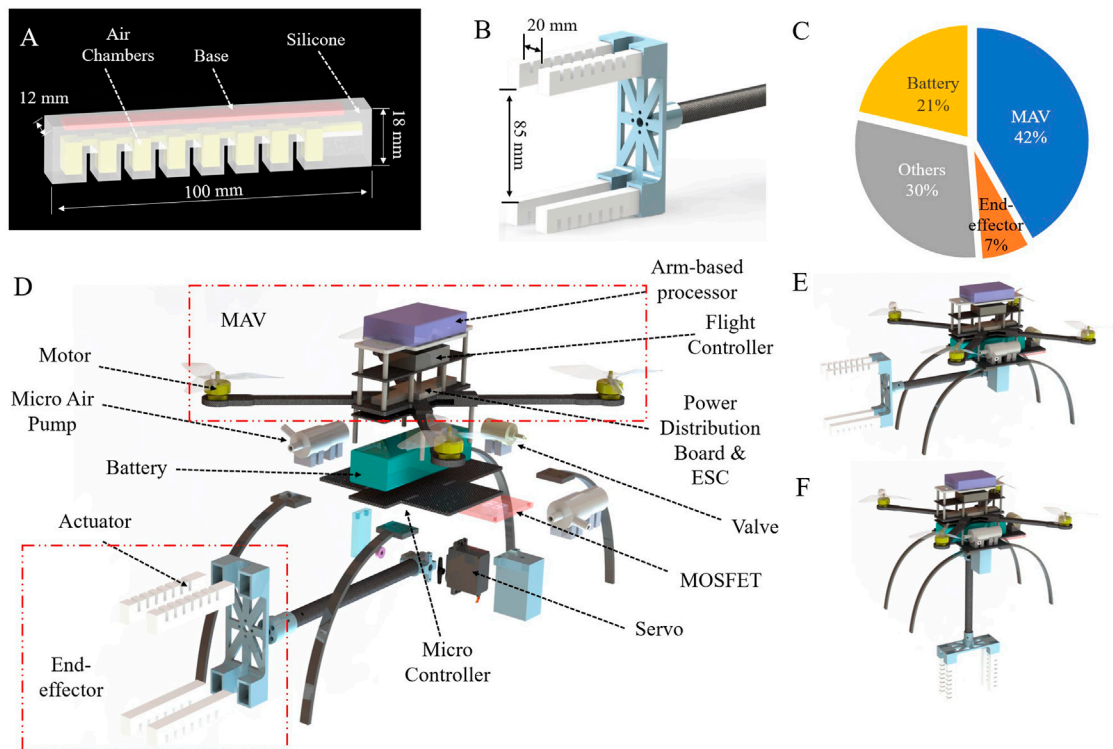 A
Air
Chambers
Base
Silicone
12 mm
18 mm
100 mm
B
20 mm
85 mm
C
Battery
21%
MAV
42%
Others
30%
End-
effector
7%
D
MAV
Arm-based
processor
Flight
Controller
Motor
Micro Air
Pump
Power
Distribution
Board &
ESC
Battery
Actuator
Valve
MOSFET
Servo
Micro
Controller
End-
effector
E
F